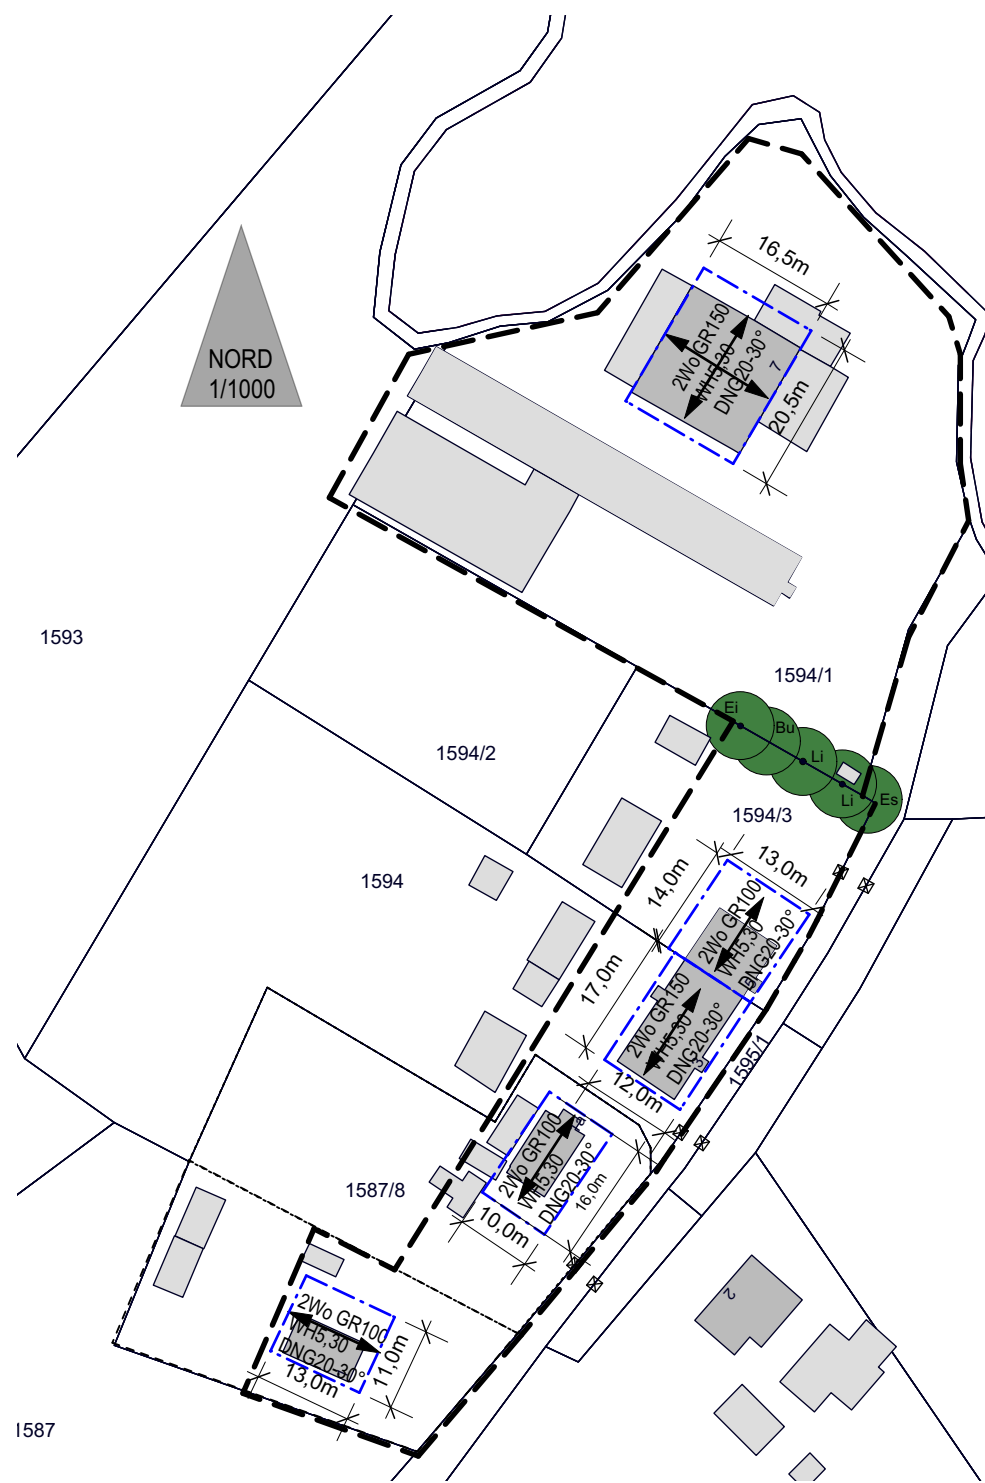 16,5m
NORD
1/1000
2Wo GR150
WH5,30
DNG20-30°
7
20,5m
1593
1594/1
Ei
Bu
Li
Li
Es
1594/2
1594/3
13,0m
14,0m
1594
2Wo GR100
WH5,30
DNG20-30°
17,0m
2Wo GR150
WH5,30
DNG20-30°
3
1595/1
12,0m
2Wo GR100
WH5,30
DNG20-30°
16,0m
10,0m
1587/8
2
2Wo GR100
WH5,30
DNG20-30°
11,0m
13,0m
1587